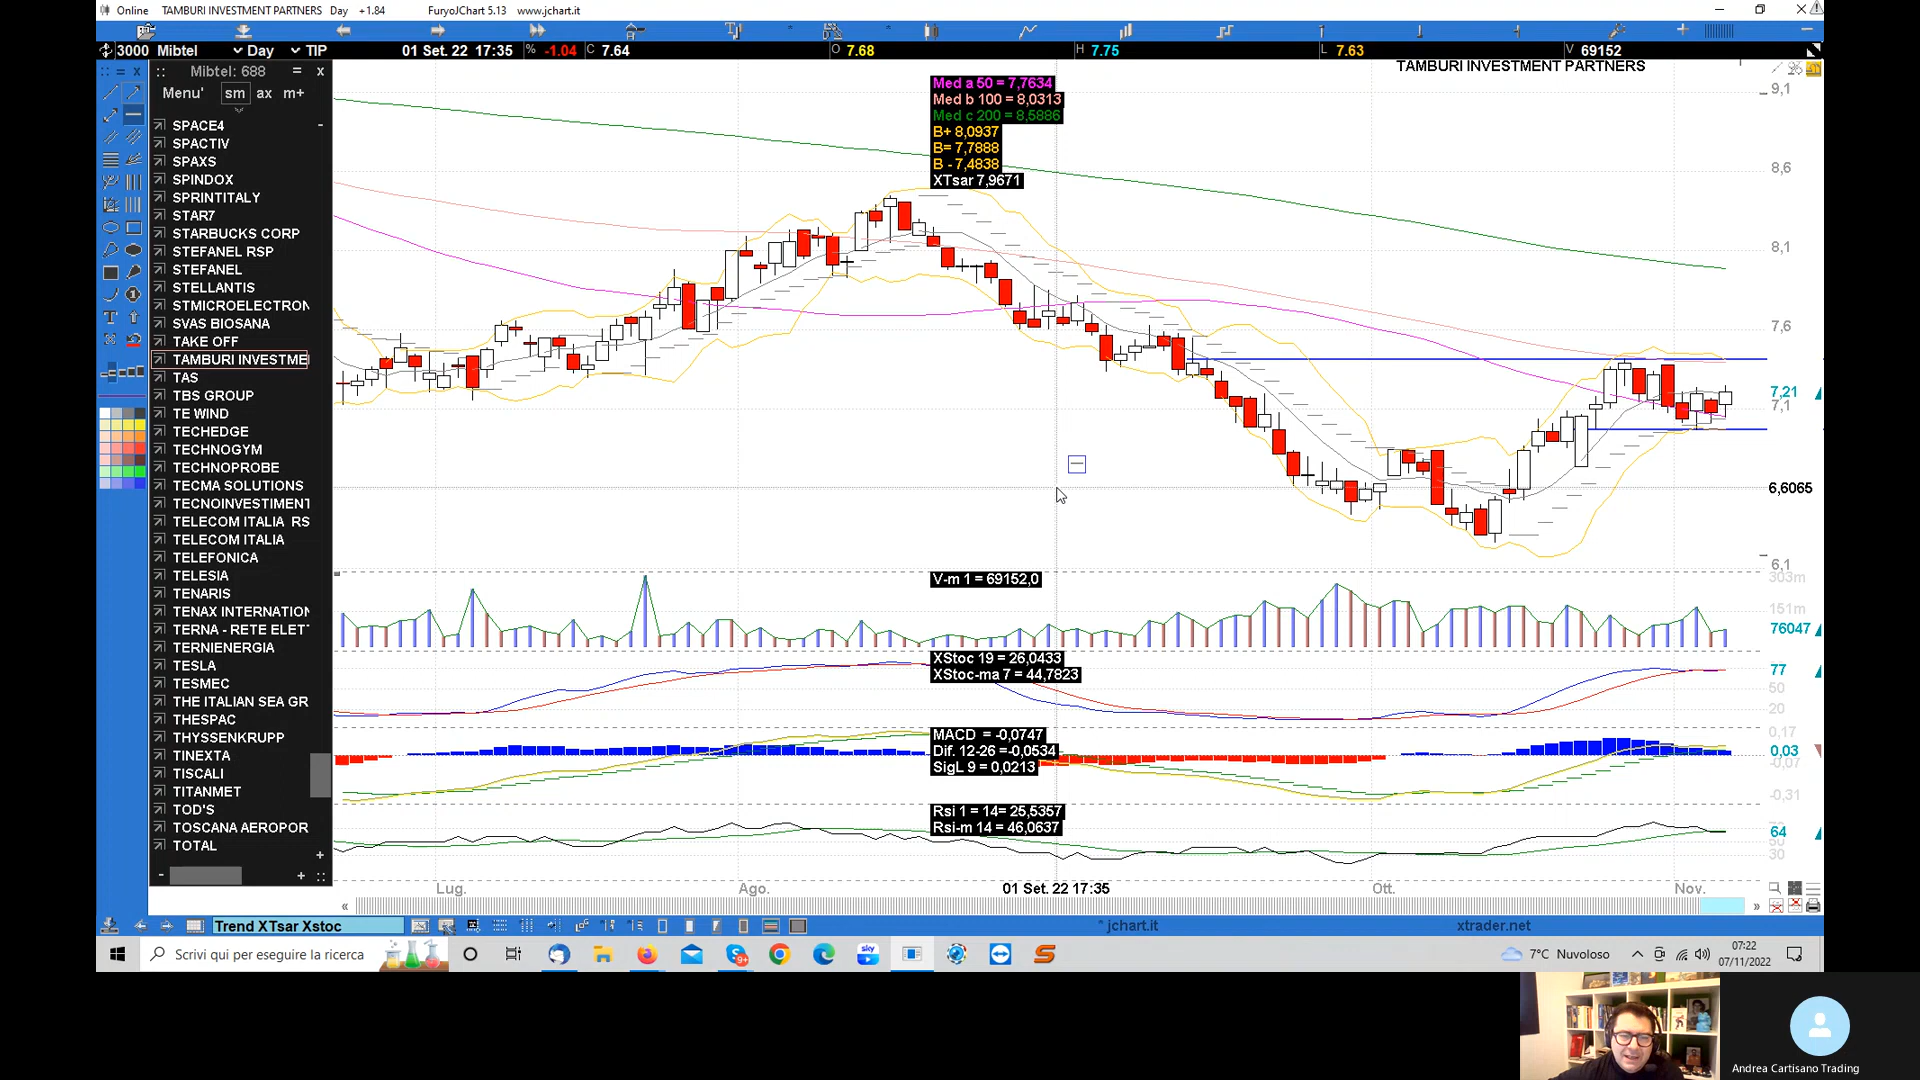 Online TAMBURI INVESTMENT PARTNERS Day +1.84 FuryoJChart 5.13 www.jchart.it
3000 Mibtel Day TIP 01 Set. 22 17:35 % -1.04 C 7.64 O 7.68 H 7.75 L 7.63 V 69152
TAMBURI INVESTMENT PARTNERS
Mibtel: 688 = x
Menu' sm ax m+
SPACE4 -
SPACTIV
SPAXS
SPINDOX
SPRINTITALY
STAR7
STARBUCKS CORP
STEFANEL RSP
STEFANEL
STELLANTIS
STMICROELECTRON
SVAS BIOSANA
TAKE OFF
TAMBURI INVESTME
TAS
TBS GROUP
TE WIND
TECHEDGE
TECHNOGYM
TECHNOPROBE
TECMA SOLUTIONS
TECNOINVESTIMENT
TELECOM ITALIA RS
TELECOM ITALIA
TELEFONICA
TELESIA
TENARIS
TENAX INTERNATION
TERNA - RETE ELET
TERNIENERGIA
TESLA
TESMEC
THE ITALIAN SEA GR
THESPAC
THYSSENKRUPP
TINEXTA
TISCALI
TITANMET
TOD'S
TOSCANA AEROPOR
TOTAL
Med a 50 = 7,7634
Med b 100 = 8,0313
Med c 200 = 8,5886
B+ 8,0937
B= 7,7888
B - 7,4838
XTsar 7,9671
9,1
8,6
8,1
7,6
7,21
7,1
6,6065
6,1
V-m 1 = 69152,0
303m
151m
76047
XStoc 19 = 26,0433
XStoc-ma 7 = 44,7823
77
50
20
MACD = -0,0747
Dif. 12-26 =-0,0534
SigL 9 = 0,0213
0,17
0,03
-0,07
-0,31
Rsi 1 = 14= 25,5357
Rsi-m 14 = 46,0637
64
50
30
Lug. Ago. 01 Set. 22 17:35 Ott. Nov.
Trend XTsar Xstoc
* jchart.it
xtrader.net
Scrivi qui per eseguire la ricerca
sky
9+
7°C Nuvoloso
07:22
07/11/2022
Andrea Cartisano Trading